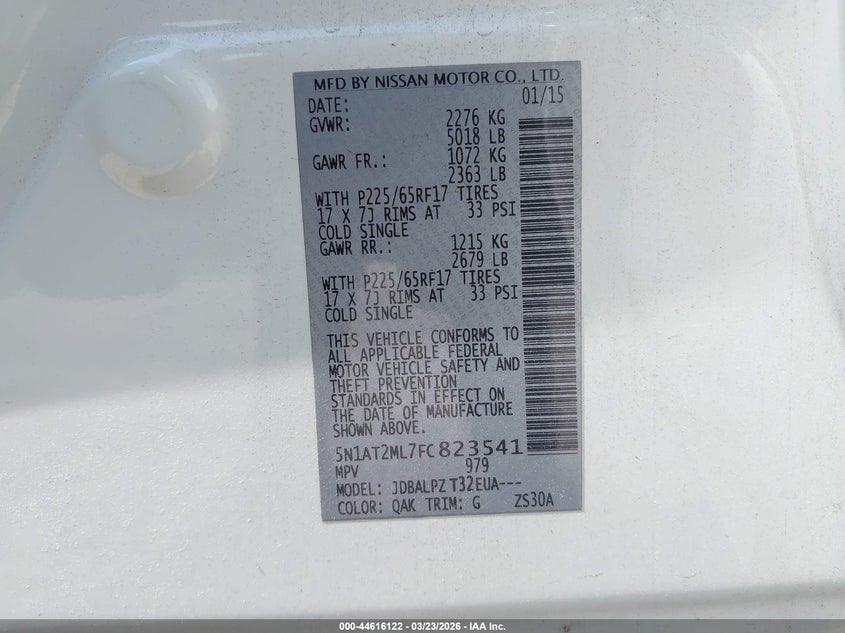 MFD BY NISSAN MOTOR CO., LTD.
DATE: 01/15
GVWR: 2276 KG
5018 LB
GAWR FR.: 1072 KG
2363 LB
WITH P225/65RF17 TIRES
17 X 7J RIMS AT 33 PSI
COLD SINGLE
GAWR RR.: 1215 KG
2679 LB
WITH P225/65RF17 TIRES
17 X 7J RIMS AT 33 PSI
COLD SINGLE
THIS VEHICLE CONFORMS TO
ALL APPLICABLE FEDERAL
MOTOR VEHICLE SAFETY AND
THEFT PREVENTION
STANDARDS IN EFFECT ON
THE DATE OF MANUFACTURE
SHOWN ABOVE.
5N1AT2ML7FC823541
MPV 979
MODEL: JDBALPZ T32EUA---
COLOR: QAK TRIM: G ZS30A
000-44616122 - 03/23/2026 - IAA Inc.